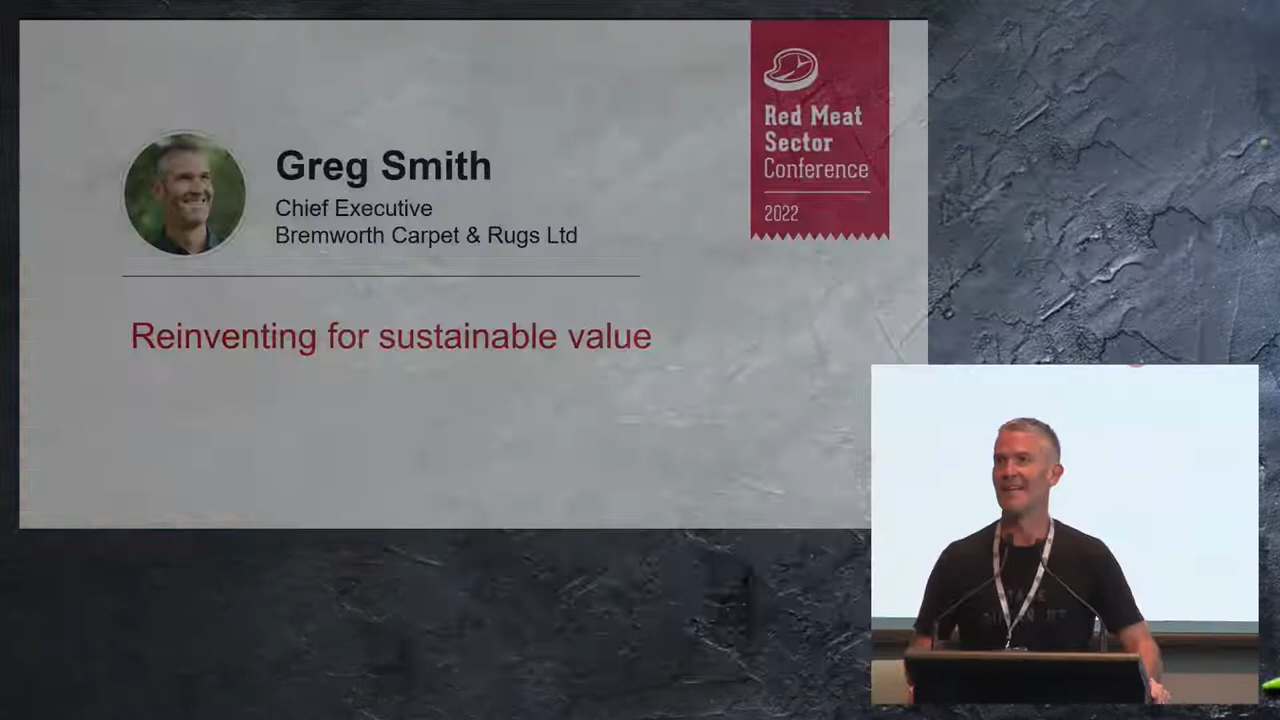 Greg Smith
Chief Executive
Bremworth Carpet & Rugs Ltd
Reinventing for sustainable value
Red Meat
Sector
Conference
2022